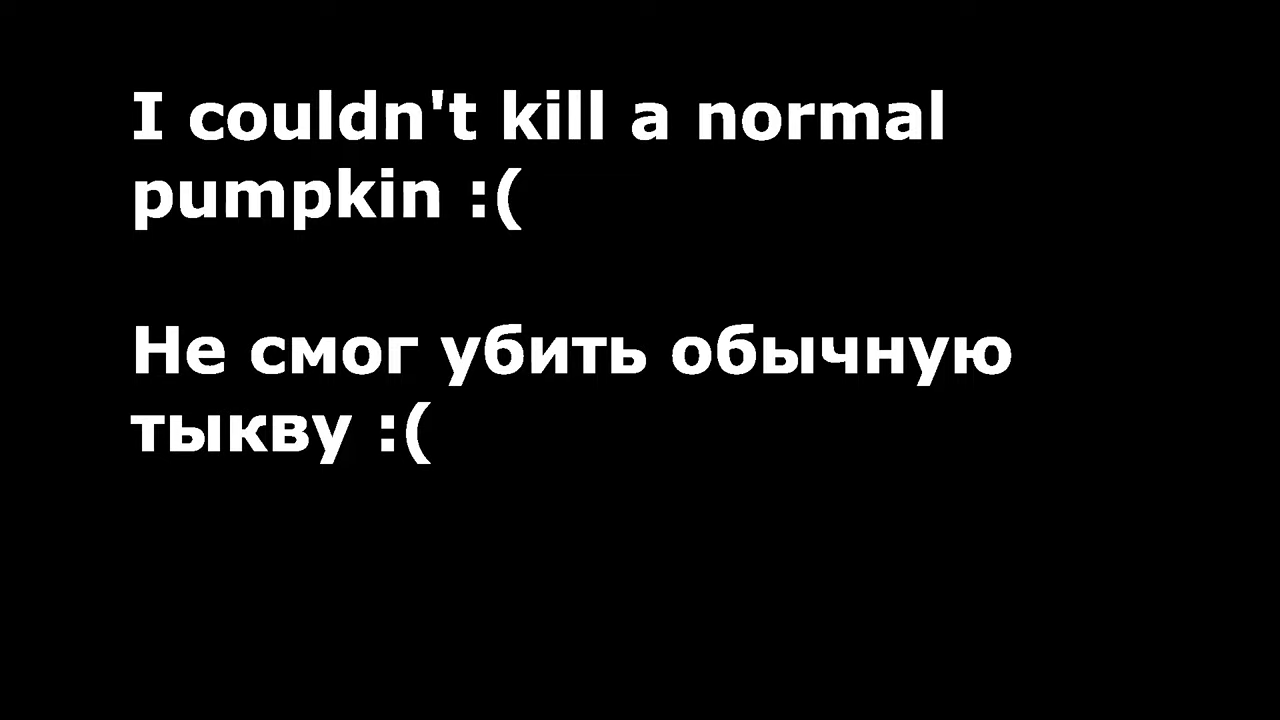 I couldn't kill a normal
pumpkin :(
Не смог убить обычную
тыкву :(